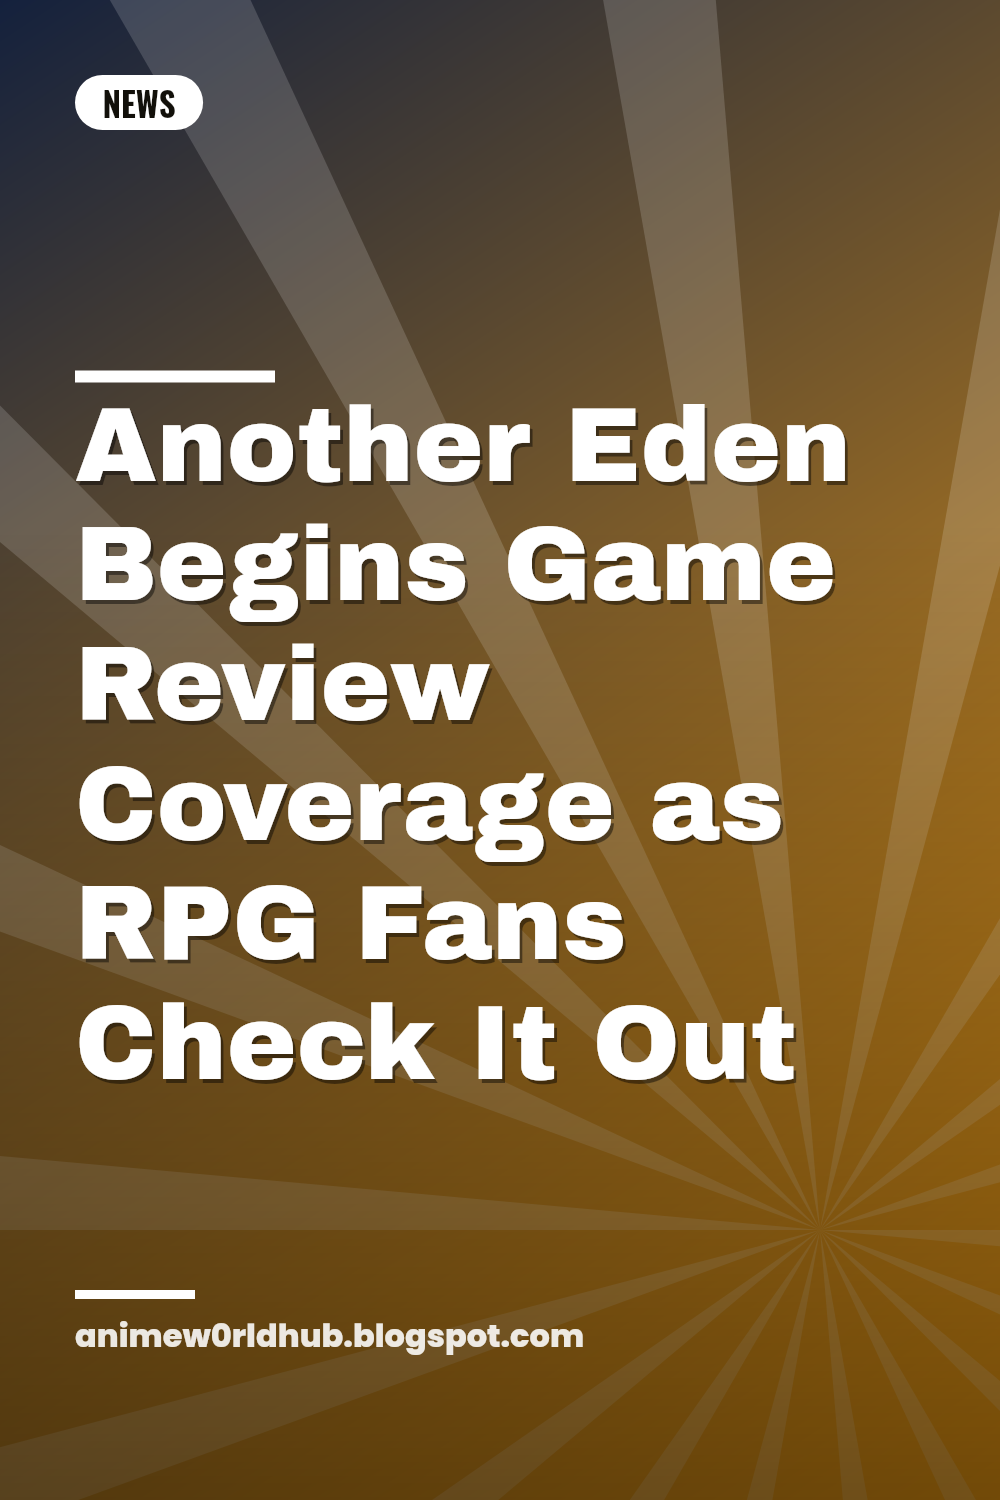 NEWS
Another Eden
Begins Game
Review
Coverage as
RPG Fans
Check It Out
animew0rldhub.blogspot.com